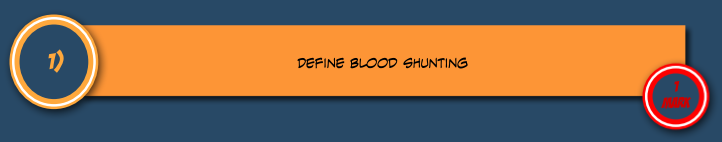 1)
DEFINE BLOOD SHUNTING
1
MARK